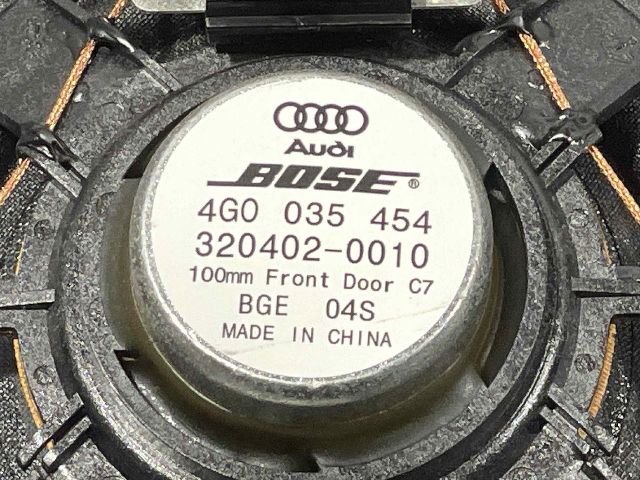 Audi
BOSE ®
4G0 035 454
320402-0010
100mm Front Door C7
BGE 04S
MADE IN CHINA